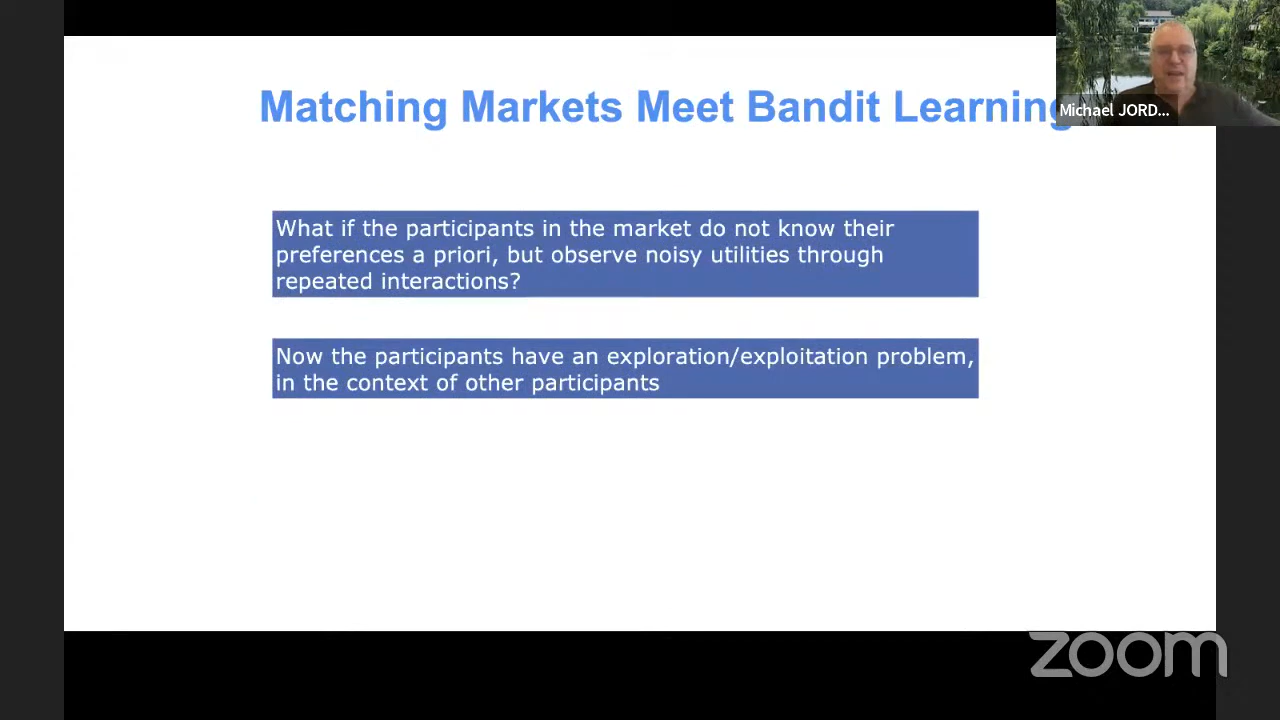 Matching Markets Meet Bandit Learning
Michael JORD...
What if the participants in the market do not know their
preferences a priori, but observe noisy utilities through
repeated interactions?
Now the participants have an exploration/exploitation problem,
in the context of other participants
zoom